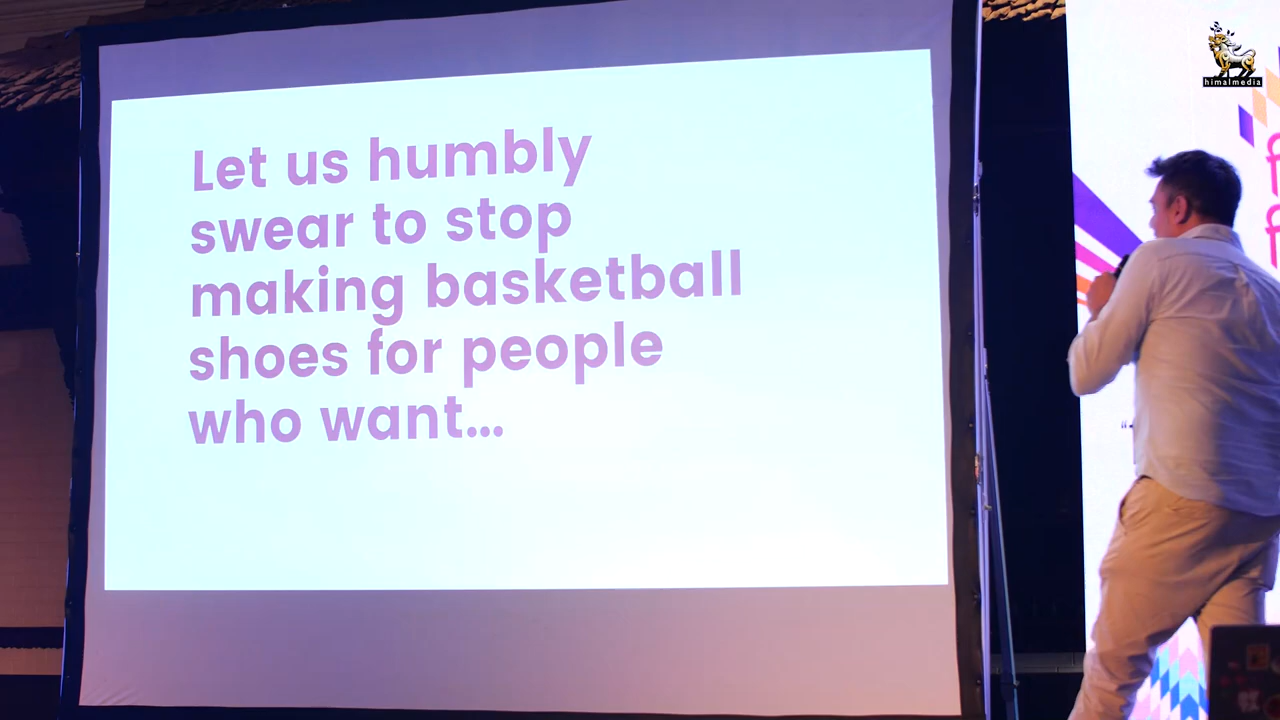 Let us humbly
swear to stop
making basketball
shoes for people
who want...
himalmedia